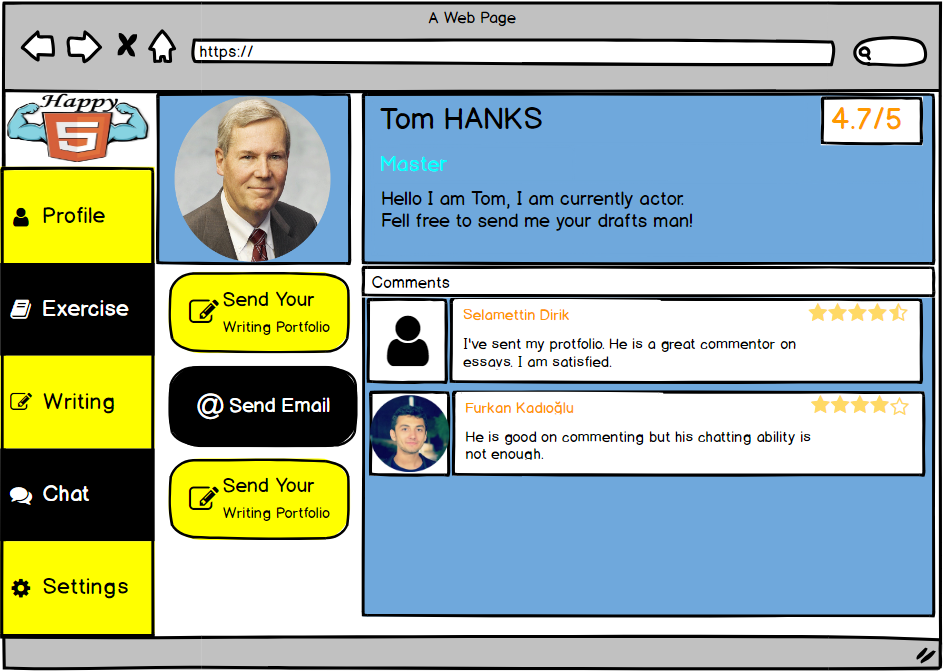 A Web Page
https://
Happy
5
Profile
Exercise
Writing
Chat
Settings
Send Your
Writing Portfolio
@ Send Email
Send Your
Writing Portfolio
Tom HANKS
4.7/5
Master
Hello I am Tom, I am currently actor.
Fell free to send me your drafts man!
Comments
Selamettin Dirik
I've sent my protfolio. He is a great commentor on
essays. I am satisfied.
Furkan Kadıoğlu
He is good on commenting but his chatting ability is
not enough.